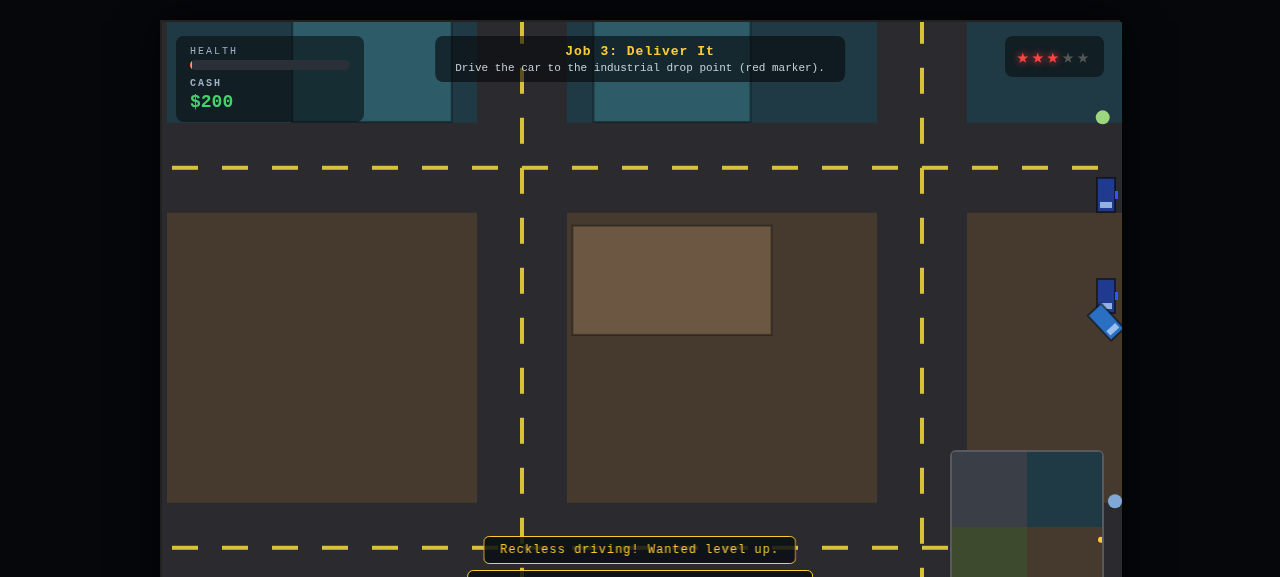 HEALTH
CASH
$200
Job 3: Deliver It
Drive the car to the industrial drop point (red marker).
★★★★★
Reckless driving! Wanted level up.